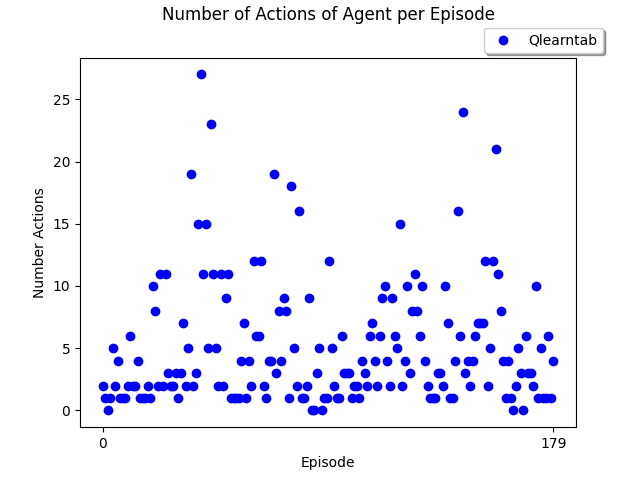 Number of Actions of Agent per Episode
Qlearntab
25
20
15
10
5
0
Number Actions
0 179
Episode